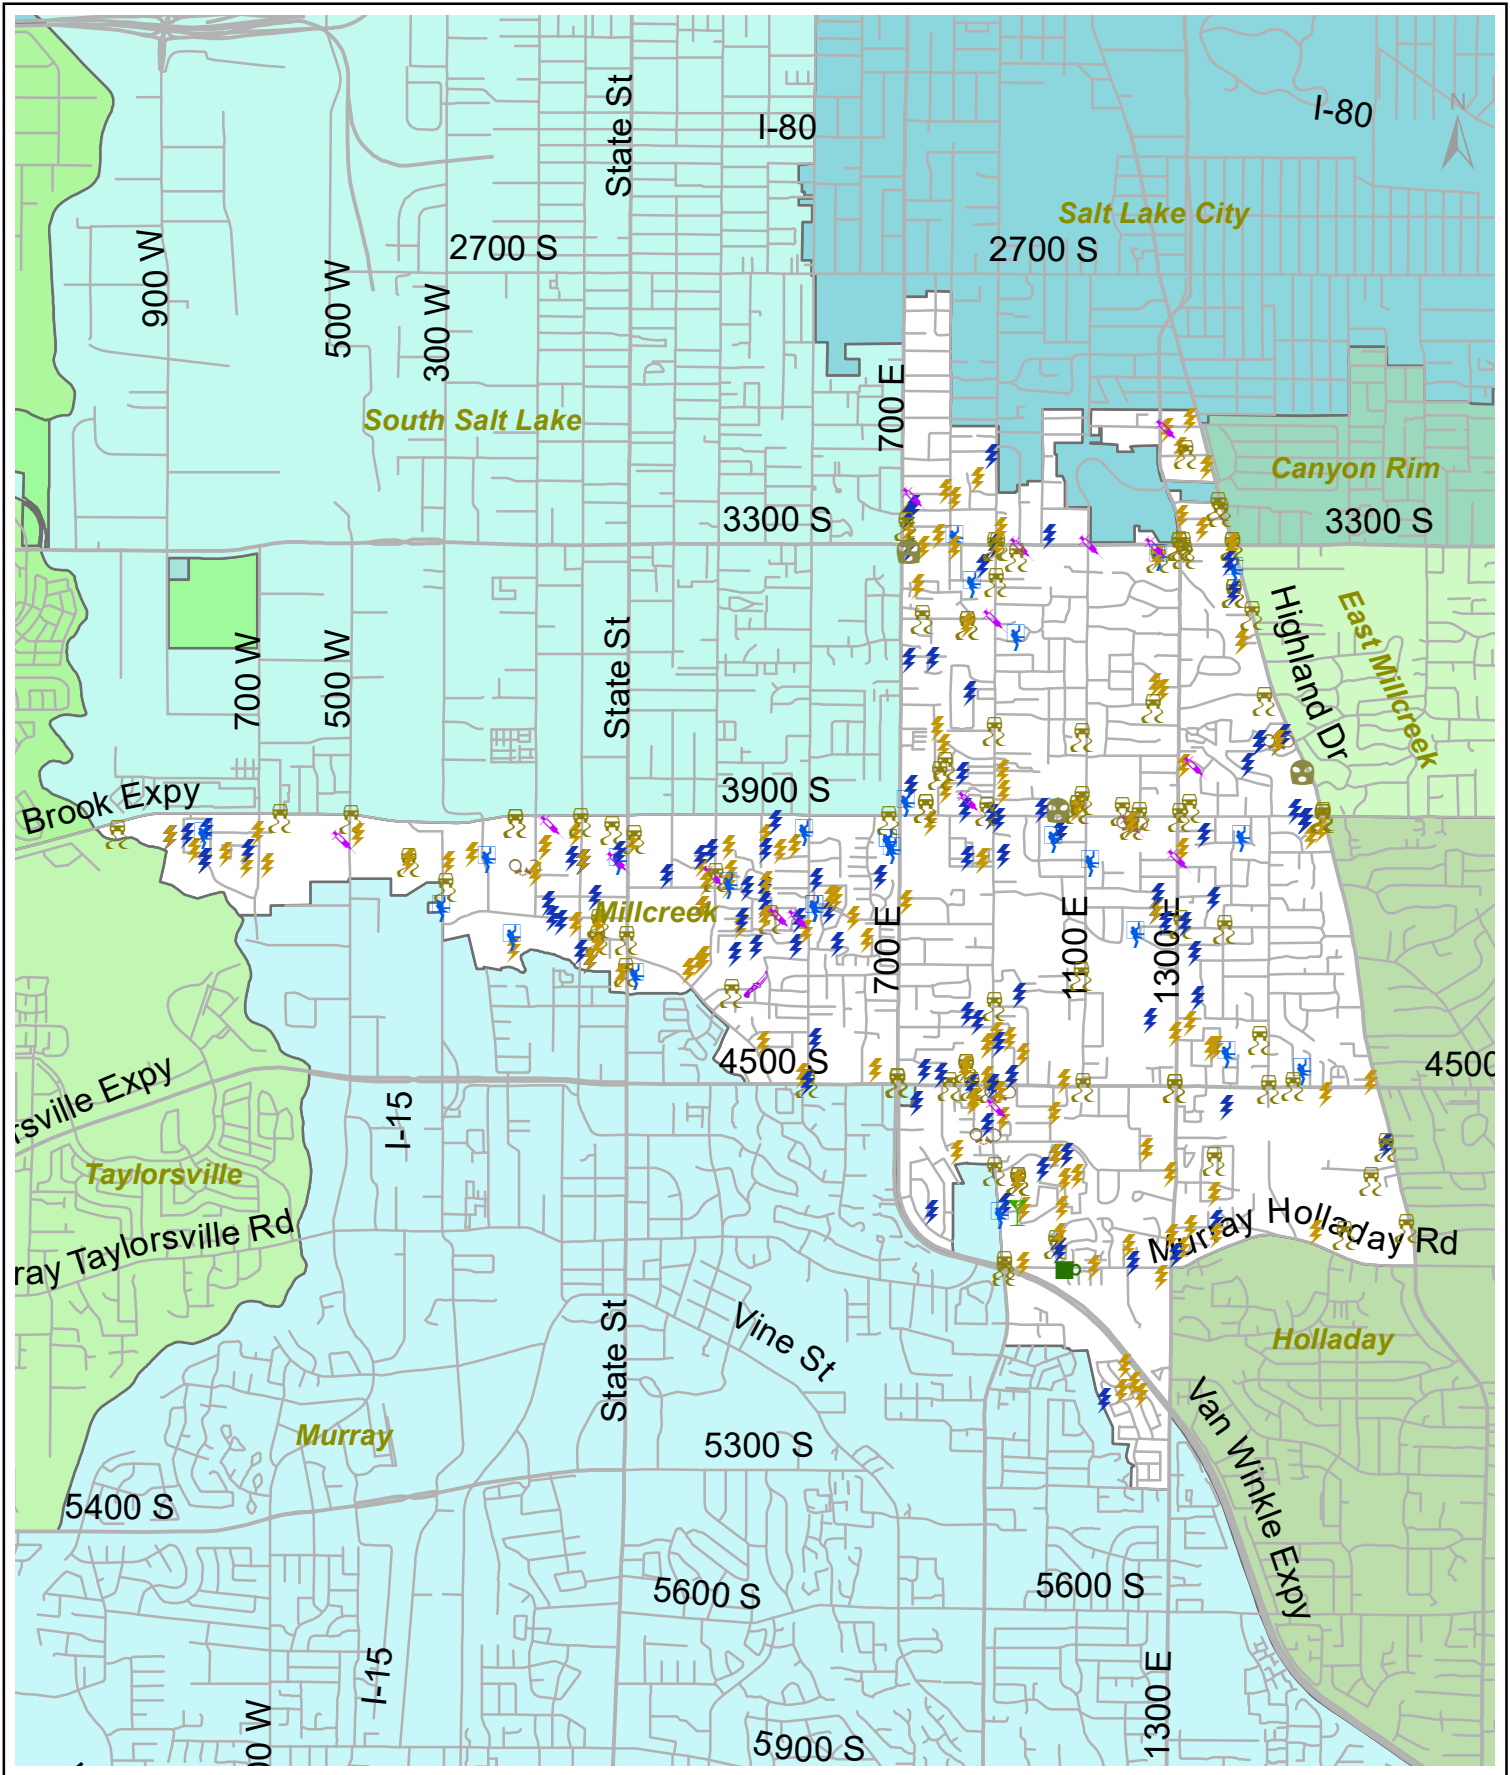 I-80
I-80
N
State St
Salt Lake City
2700 S
2700 S
900 W
500 W
300 W
700 E
South Salt Lake
Canyon Rim
3300 S
3300 S
Highland Dr
East Millcreek
700 W
500 W
State St
3900 S
Brook Expy
Millcreek
700 E
1100 E
1300 E
4500 S
4500
rsville Expy
I-15
Taylorsville
ray Taylorsville Rd
Murray Holladay Rd
State St
Vine St
Holladay
Van Winkle Expy
Murray
5300 S
5400 S
5600 S
5600 S
I-15
1300 E
00 W
5900 S